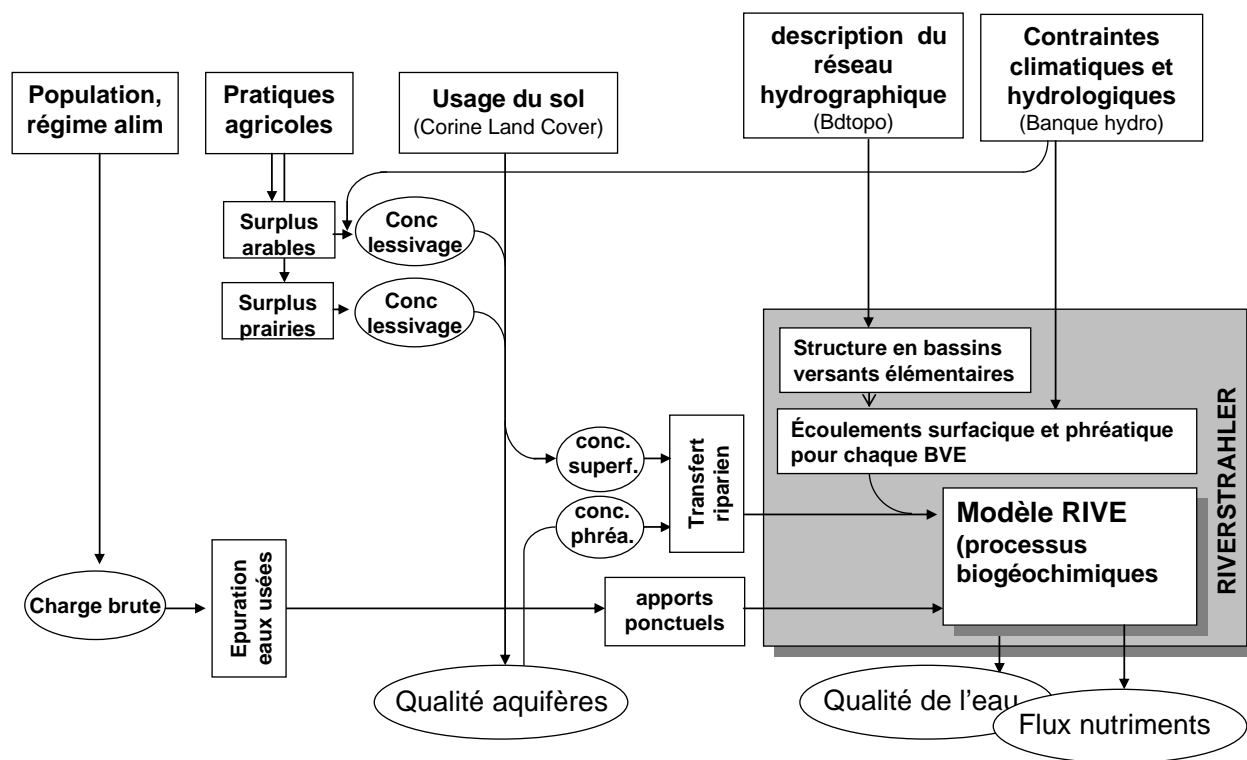 Population,
régime alim
Pratiques
agricoles
Usage du sol
(Corine Land Cover)
description du
réseau
hydrographique
(Bdtopo)
Contraintes
climatiques et
hydrologiques
(Banque hydro)
Surplus
arables
Conc
lessivage
Surplus
prairies
Conc
lessivage
Structure en bassins
versants élémentaires
Écoulements surfacique et phréatique
pour chaque BVE
RIVERSTRAHLER
conc.
superf.
conc.
phréa.
Transfert
riparien
Modèle RIVE
(processus
biogéochimiques
Charge brute
Epuration
eaux usées
apports
ponctuels
Qualité aquifères
Qualité de l'eau
Flux nutriments